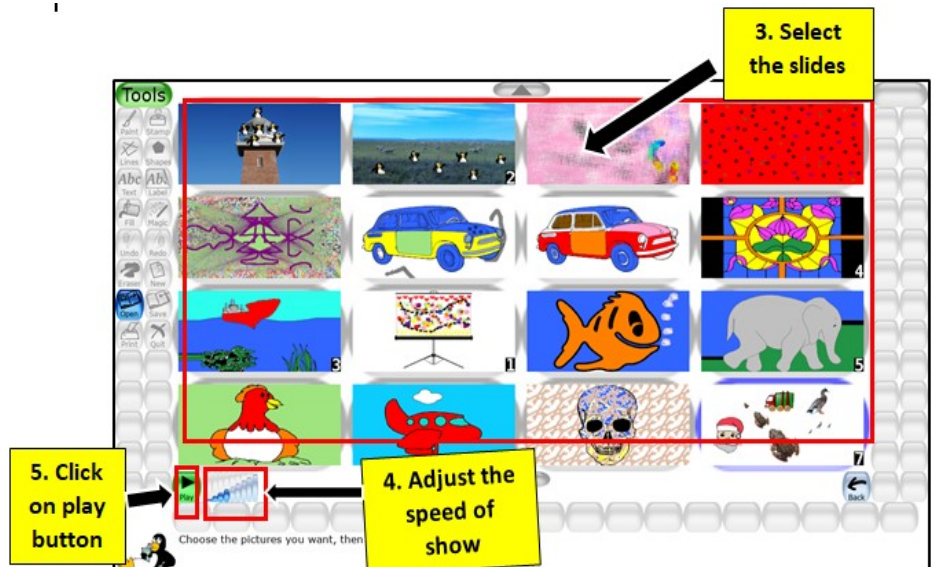 3. Select
the slides
Tools
Paint Stamp
Lines Shapes
Abc Abc
Text Label
Fill Magic
Undo Redo
Eraser New
Open Save
Print Quit
2
4
3
1
5
7
5. Click
on play
button
Play
4. Adjust the
speed of
show
Back
Choose the pictures you want, then